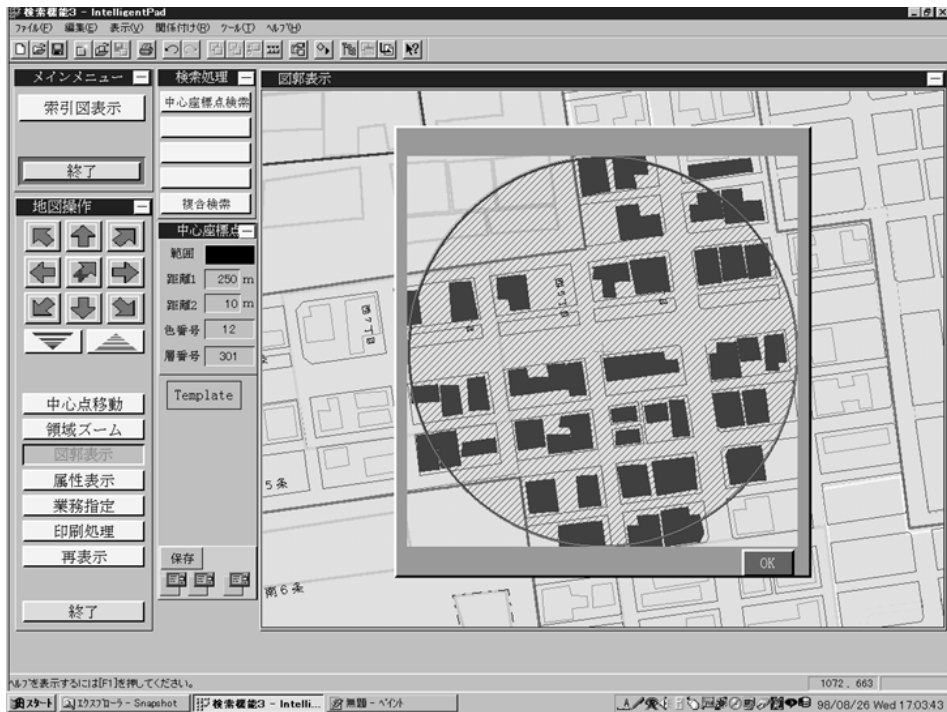 検索機能3 - IntelligentPad
ファイル(F) 編集(E) 表示(V) 関係付け(R) ツール(T) ヘルプ(H)
メインメニュー
索引図表示
終了
地図操作
中心点移動
領域ズーム
図郭表示
属性表示
業務指定
印刷処理
再表示
終了
検索処理
中心座標点検索
複合検索
中心座標点
範囲
距離1 250 m
距離2 10 m
色番号 12
層番号 301
Template
保存
図郭表示
西7丁目
西9丁目
5条
南6条
OK
ヘルプを表示するには[F1]を押してください。
1072 , 663
スタート エクスプローラ - Snapshot 検索機能3 - Intelli... 無題 - ペイント A 98/08/26 Wed 17:03:43